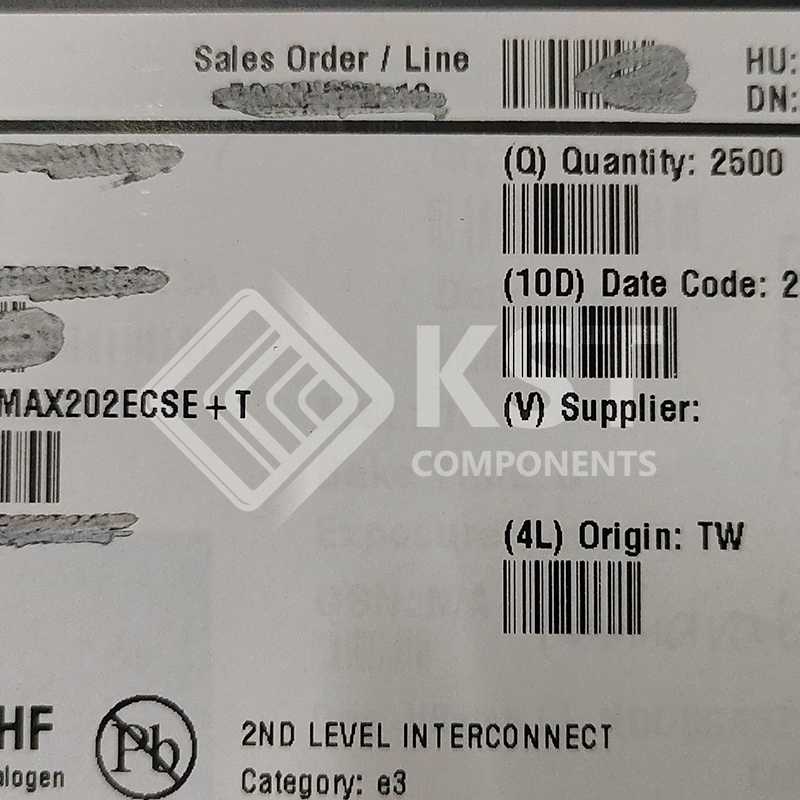 Sales Order / Line
HU:
DN:
(Q) Quantity: 2500
(10D) Date Code: 2
MAX202ECSE+T
(V) Supplier:
KST
COMPONENTS
(4L) Origin: TW
HF
Pb
2ND LEVEL INTERCONNECT
alogen
Category: e3